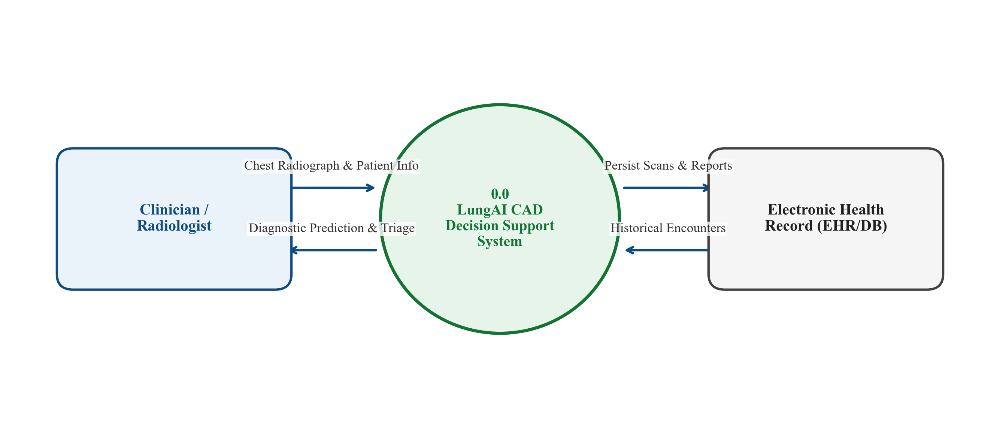 Clinician /
Radiologist
Chest Radiograph & Patient Info
Diagnostic Prediction & Triage
0.0
LungAI CAD
Decision Support
System
Persist Scans & Reports
Historical Encounters
Electronic Health
Record (EHR/DB)